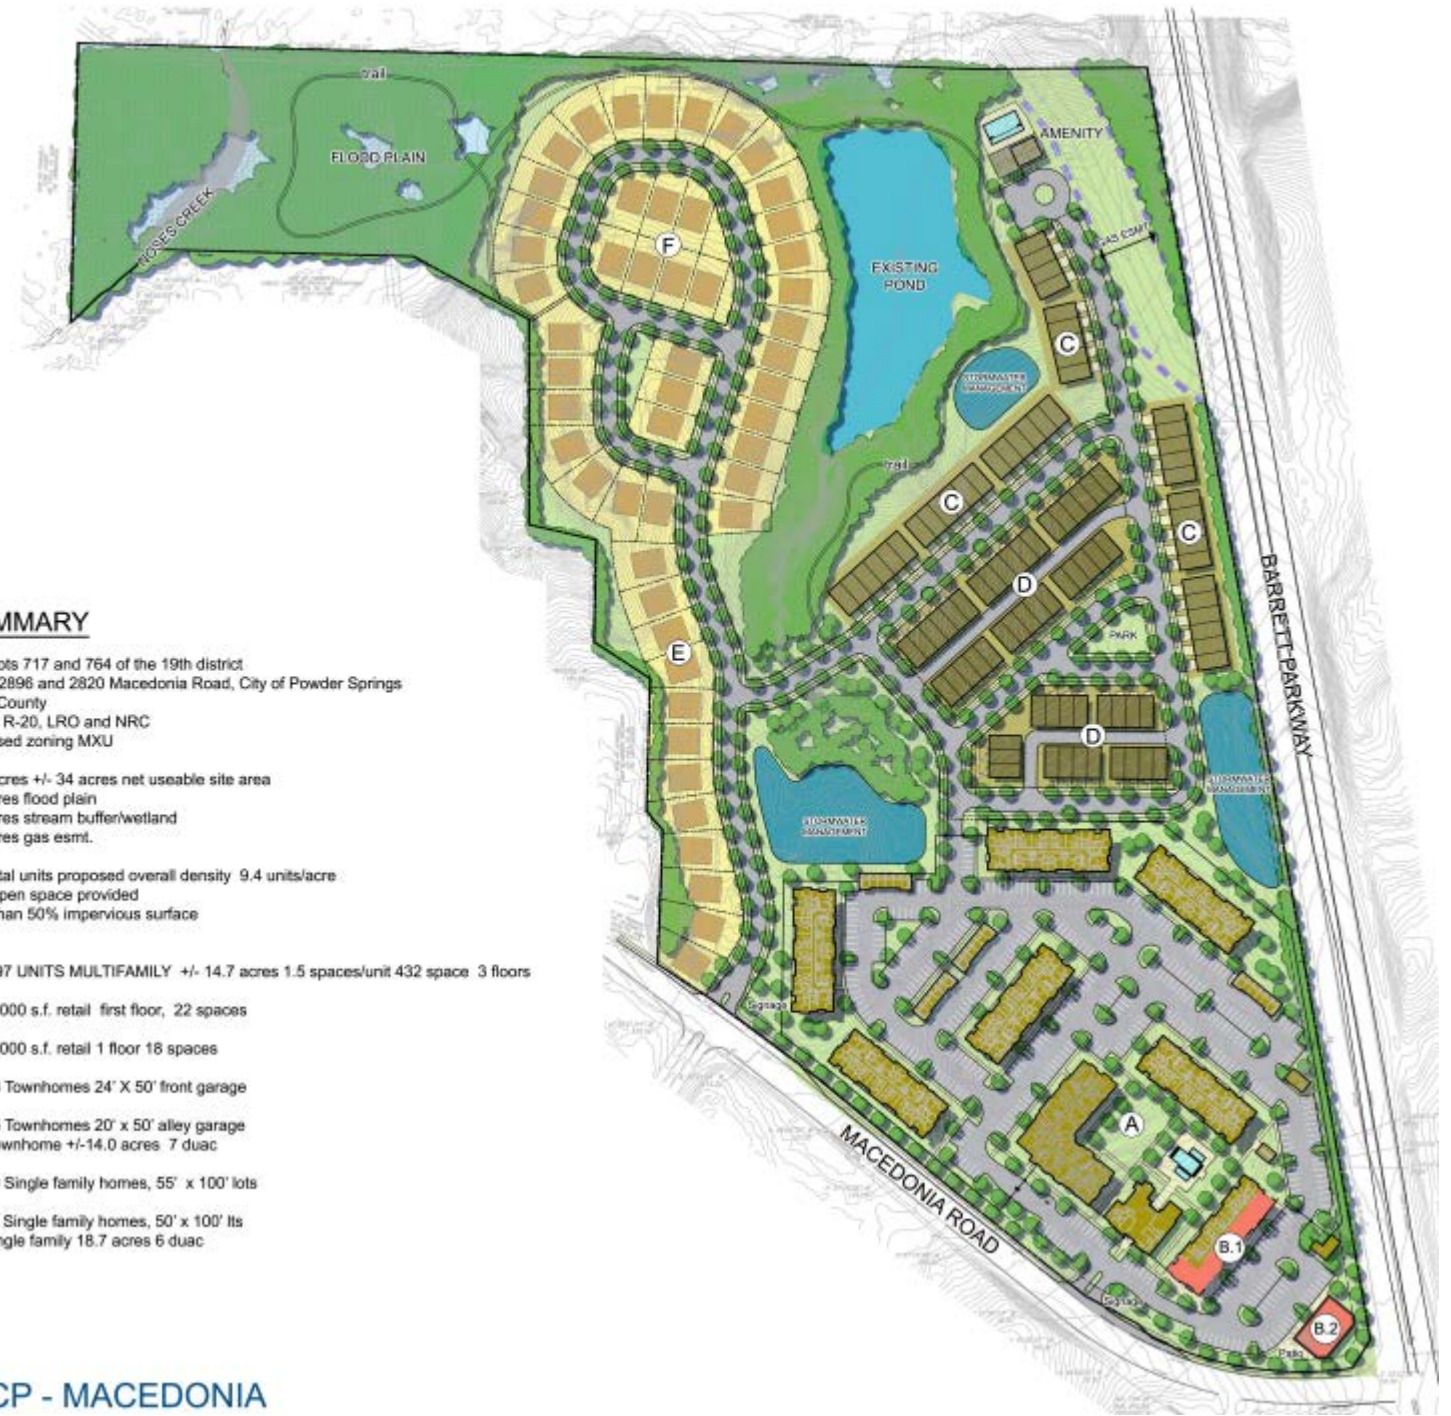 MMARY
ots 717 and 764 of the 19th district
2896 and 2820 Macedonia Road, City of Powder Springs
County
R-20, LRO and NRC
sed zoning MXU
cres +/- 34 acres net useable site area
res flood plain
res stream buffer/wetland
res gas esmt.
tal units proposed overall density 9.4 units/acre
pen space provided
han 50% impervious surface
97 UNITS MULTIFAMILY +/- 14.7 acres 1.5 spaces/unit 432 space 3 floors
000 s.f. retail first floor, 22 spaces
000 s.f. retail 1 floor 18 spaces
Townhomes 24' X 50' front garage
Townhomes 20' x 50' alley garage
wnhome +/-14.0 acres 7 duac
Single family homes, 55' x 100' lots
Single family homes, 50' x 100' lts
ngle family 18.7 acres 6 duac
CP - MACEDONIA
trail
FLOOD PLAIN
NOSES CREEK
F
EXISTING
POND
AMENITY
GAS ESMT
C
STORMWATER
MANAGEMENT
trail
C
C
D
PARK
E
D
STORMWATER
MANAGEMENT
STORMWATER
MANAGEMENT
BARRETT PARKWAY
Signage
A
MACEDONIA ROAD
B.1
Signage
B.2
Patio